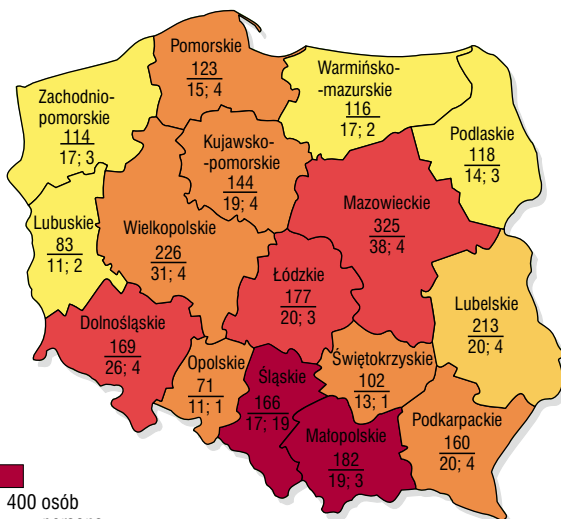 Pomorskie
123
15; 4
Warmińsko-
mazurskie
116
17; 2
Zachodnio-
pomorskie
114
17; 3
Podlaskie
118
14; 3
Kujawsko-
-pomorskie
144
19; 4
Mazowieckie
325
38; 4
Lubuskie
83
11; 2
Wielkopolskie
226
31; 4
Łódzkie
177
20; 3
Lubelskie
213
20; 4
Dolnośląskie
169
26; 4
Opolskie
71
11; 1
Śląskie
166
17; 19
Świętokrzyskie
102
13; 1
Małopolskie
182
19; 3
Podkarpackie
160
20; 4
400 osób